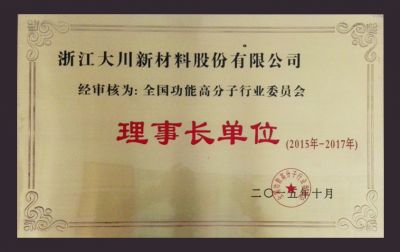 浙江大川新材料股份有限公司
经审核为：全国功能高分子行业委员会
理事长单位(2015年-2017年)
二〇一五年十月